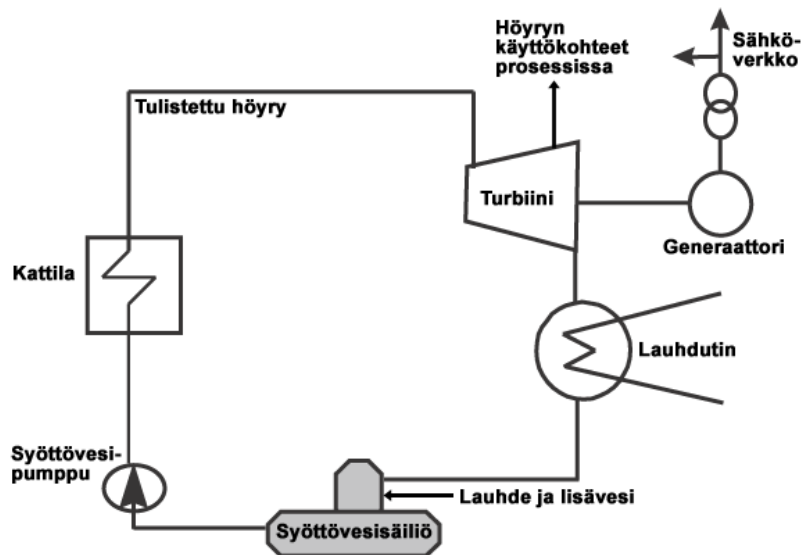 Höyryn
käyttökohteet
prosessissa
Sähkö-
verkko
Tulistettu höyry
Turbiini
Generaattori
Kattila
Lauhdutin
Syöttövesi-
pumppu
Lauhde ja lisävesi
Syöttövesisäiliö